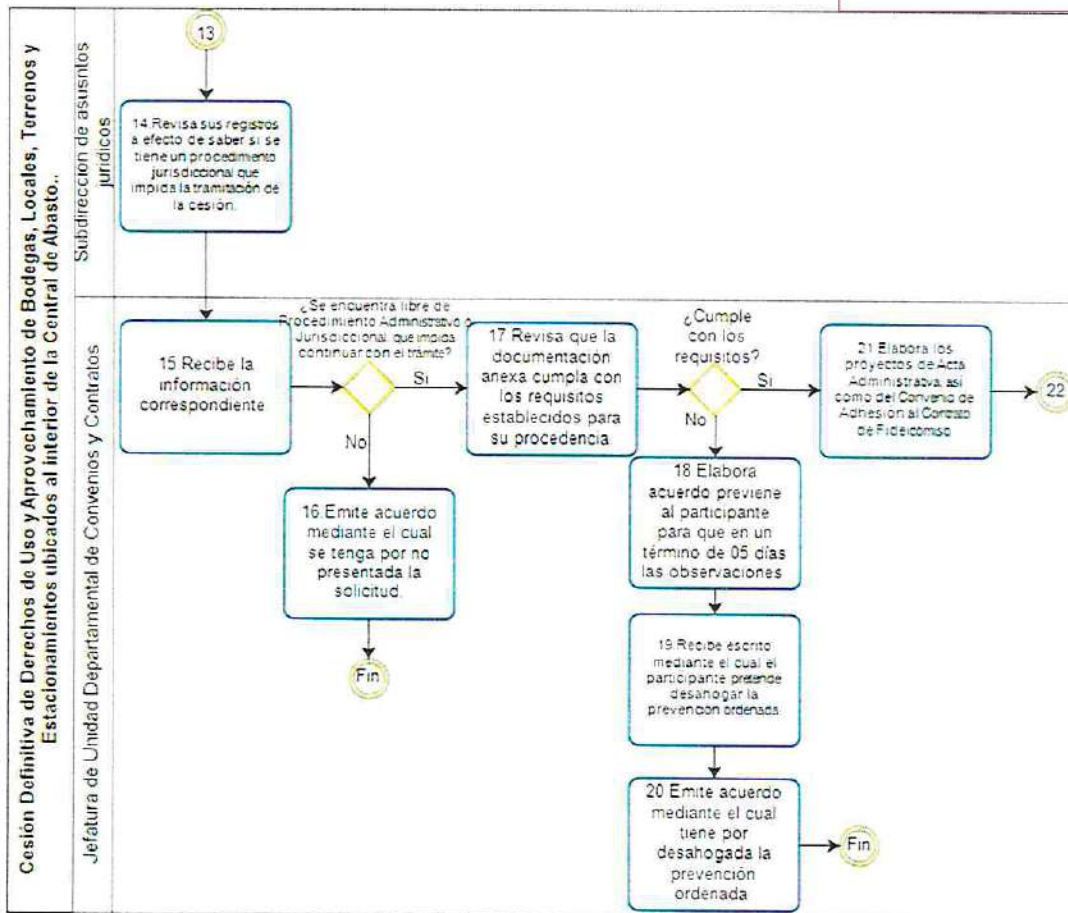 Cesión Definitiva de Derechos de Uso y Aprovechamiento de Bodegas, Locales, Terrenos y
Estacionamientos ubicados al interior de la Central de Abasto..
Subdirección de asusntos
jurídicos
13
14.Revisa sus registros
a efecto de saber si se
tiene un procedimiento
jurisdiccional que
impida la tramitación de
la cesión.
Jefatura de Unidad Departamental de Convenios y Contratos
15 Recibe la
información
correspondiente
¿Se encuentra libre de
Procedimiento Administrativo o
Jurisdiccional, que impida
continuar con el trámite?
Si
No
16.Emite acuerdo
mediante el cual
se tenga por no
presentada la
solicitud.
Fin
17 Revisa que la
documentación
anexa cumpla con
los requisitos
establecidos para
su procedencia
¿Cumple
con los
requisitos?
Si
No
18 Elabora
acuerdo previene
al participante
para que en un
término de 05 días
las observaciones
19.Recibe escrito
mediante el cual el
participante pretende
desahogar la
prevención ordenada
20 Emite acuerdo
mediante el cual
tiene por
desahogada la
prevención
ordenada
Fin
21 Elabora los
proyectos de Acta
Administrativa, así
como del Convenio de
Adhesión al Contrato
de Fideicomiso
22